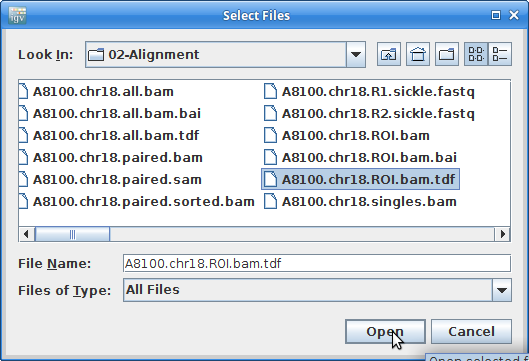 igv
Select Files
Look In: 02-Alignment
A8100.chr18.all.bam
A8100.chr18.all.bam.bai
A8100.chr18.all.bam.tdf
A8100.chr18.paired.bam
A8100.chr18.paired.sam
A8100.chr18.paired.sorted.bam
A8100.chr18.R1.sickle.fastq
A8100.chr18.R2.sickle.fastq
A8100.chr18.ROI.bam
A8100.chr18.ROI.bam.bai
A8100.chr18.ROI.bam.tdf
A8100.chr18.singles.bam
File Name: A8100.chr18.ROI.bam.tdf
Files of Type: All Files
Open Cancel
Open selected